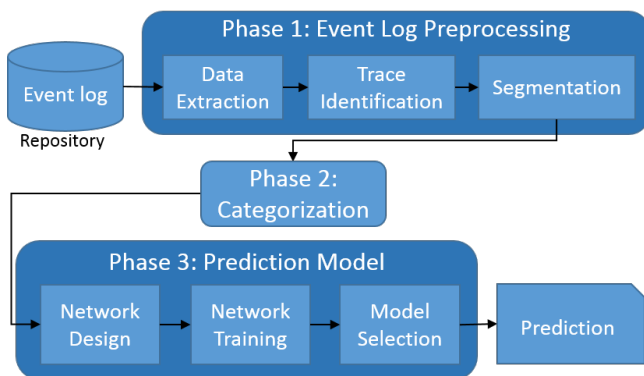 Phase 1: Event Log Preprocessing
Event log
Repository
Data
Extraction
Trace
Identification
Segmentation
Phase 2:
Categorization
Phase 3: Prediction Model
Network
Design
Network
Training
Model
Selection
Prediction